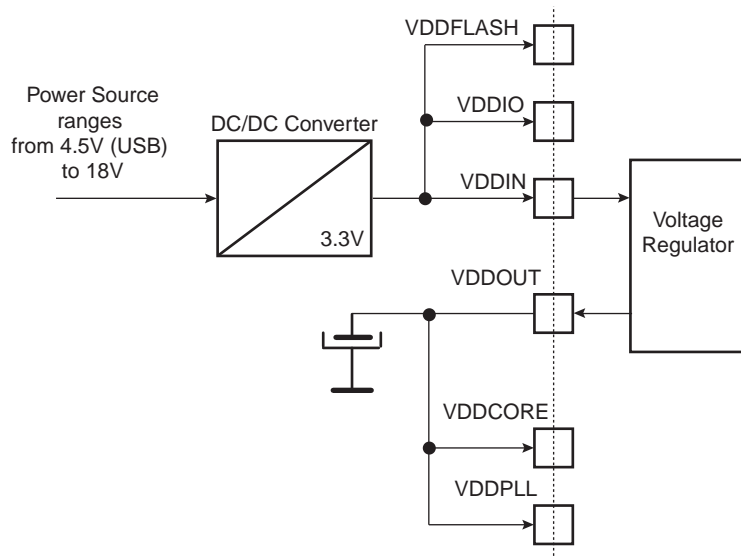 VDDFLASH
Power Source
ranges
from 4.5V (USB)
to 18V
DC/DC Converter
VDDIO
VDDIN
3.3V
Voltage
Regulator
VDDOUT
VDDCORE
VDDPLL